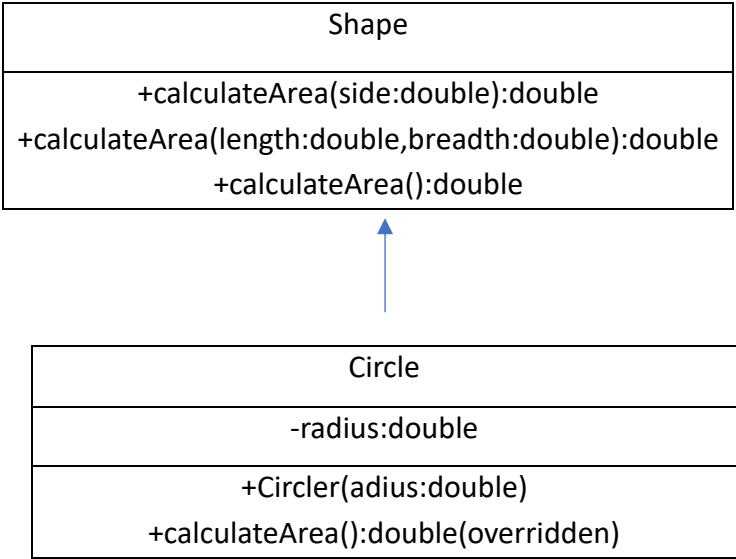 Shape
+calculateArea(side:double):double
+calculateArea(length:double,breadth:double):double
+calculateArea():double
Circle
-radius:double
+Circler(adius:double)
+calculateArea():double(overridden)